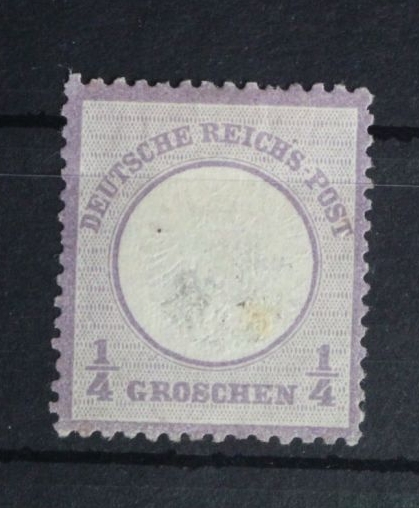 DEUTSCHE REICHS-POST
1/4 GROSCHEN 1/4